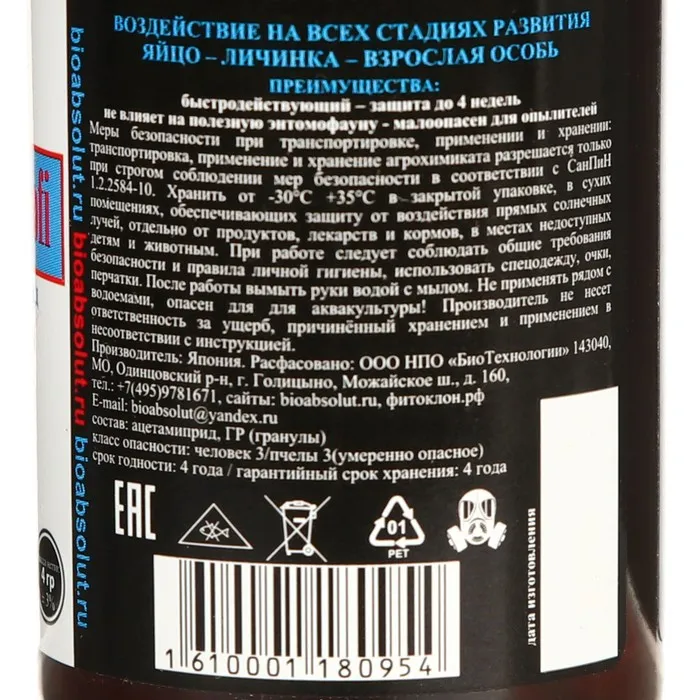 ВОЗДЕЙСТВИЕ НА ВСЕХ СТАДИЯХ РАЗВИТИЯ
ЯЙЦО – ЛИЧИНКА – ВЗРОСЛАЯ ОСОБЬ
ПРЕИМУЩЕСТВА:
быстродействующий – защита до 4 недель
не влияет на полезную энтомофауну - малоопасен для опылителей
Меры безопасности при транспортировке, применении и хранении:
транспортировка, применение и хранение агрохимиката разрешается только
при строгом соблюдении мер безопасности в соответствии с СанПиН
1.2.2584-10. Хранить от -30°С +35°С в закрытой упаковке, в сухих
помещениях, обеспечивающих защиту от воздействия прямых солнечных
лучей, отдельно от продуктов, лекарств и кормов, в местах недоступных
детям и животным. При работе следует соблюдать общие требования
безопасности и правила личной гигиены, использовать спецодежду, очки,
перчатки. После работы вымыть руки водой с мылом. Не применять рядом с
водоемами, опасен для для аквакультуры! Производитель не несет
ответственность за ущерб, причинённый хранением и применением в
несоответствии с инструкцией.
Производитель: Япония. Расфасовано: ООО НПО «БиоТехнологии» 143040,
МО, Одинцовский р-н, г. Голицыно, Можайское ш., д. 160,
тел.: +7(495)9781671, сайты: bioabsolut.ru, фитоклон.рф
E-mail: bioabsolut@yandex.ru
состав: ацетамиприд, ГР (гранулы)
класс опасности: человек 3/пчелы 3(умеренно опасное)
срок годности: 4 года / гарантийный срок хранения: 4 года
EAC
01
PET
дата изготовления
1 610001 180954
bioabsolut.ru bioabsolut.ru bioabsolut.ru
fi
4 гр
± 3%